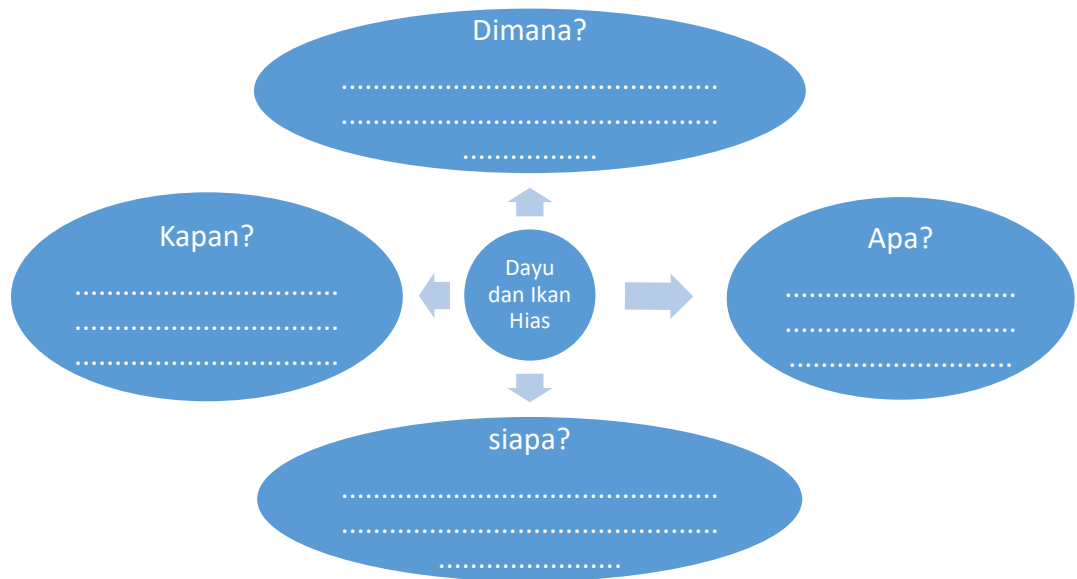 Dimana?
...............................................
...............................................
.................
Kapan?
.................................
.................................
.................................
Dayu
dan Ikan
Hias
Apa?
.............................
.............................
............................
siapa?
...............................................
...............................................
.......................